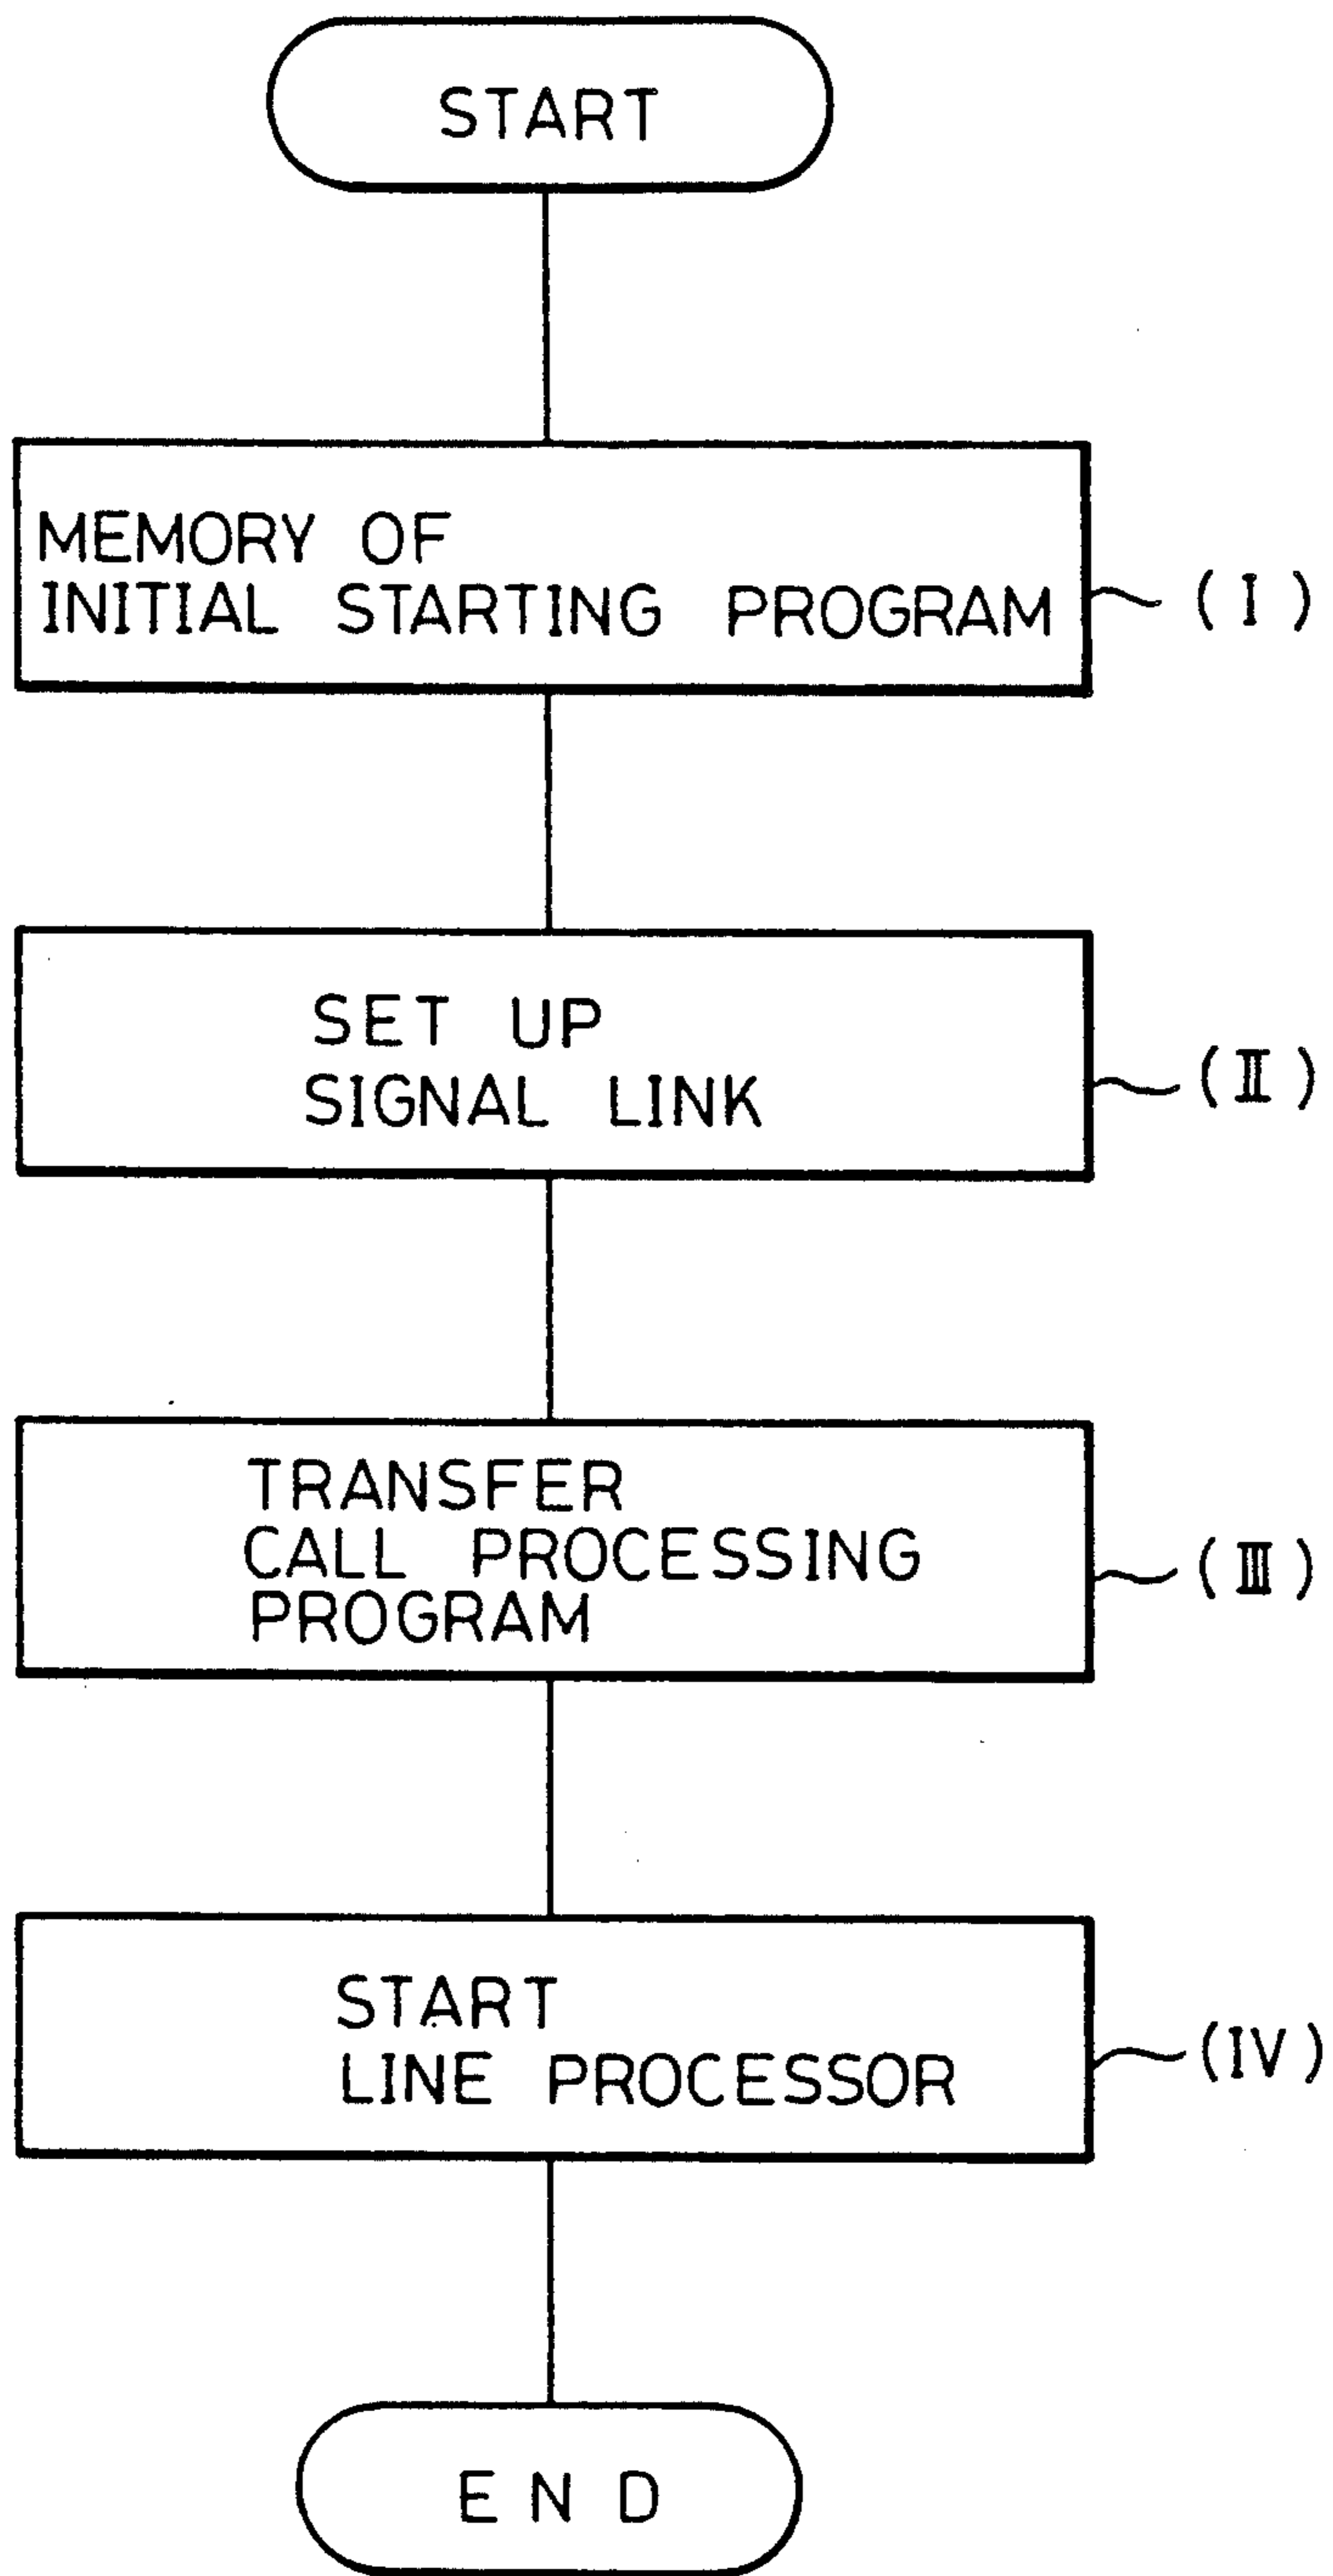 START
MEMORY OF
INITIAL STARTING PROGRAM
(I)
SET UP
SIGNAL LINK
(II)
TRANSFER
CALL PROCESSING
PROGRAM
(III)
START
LINE PROCESSOR
(IV)
END